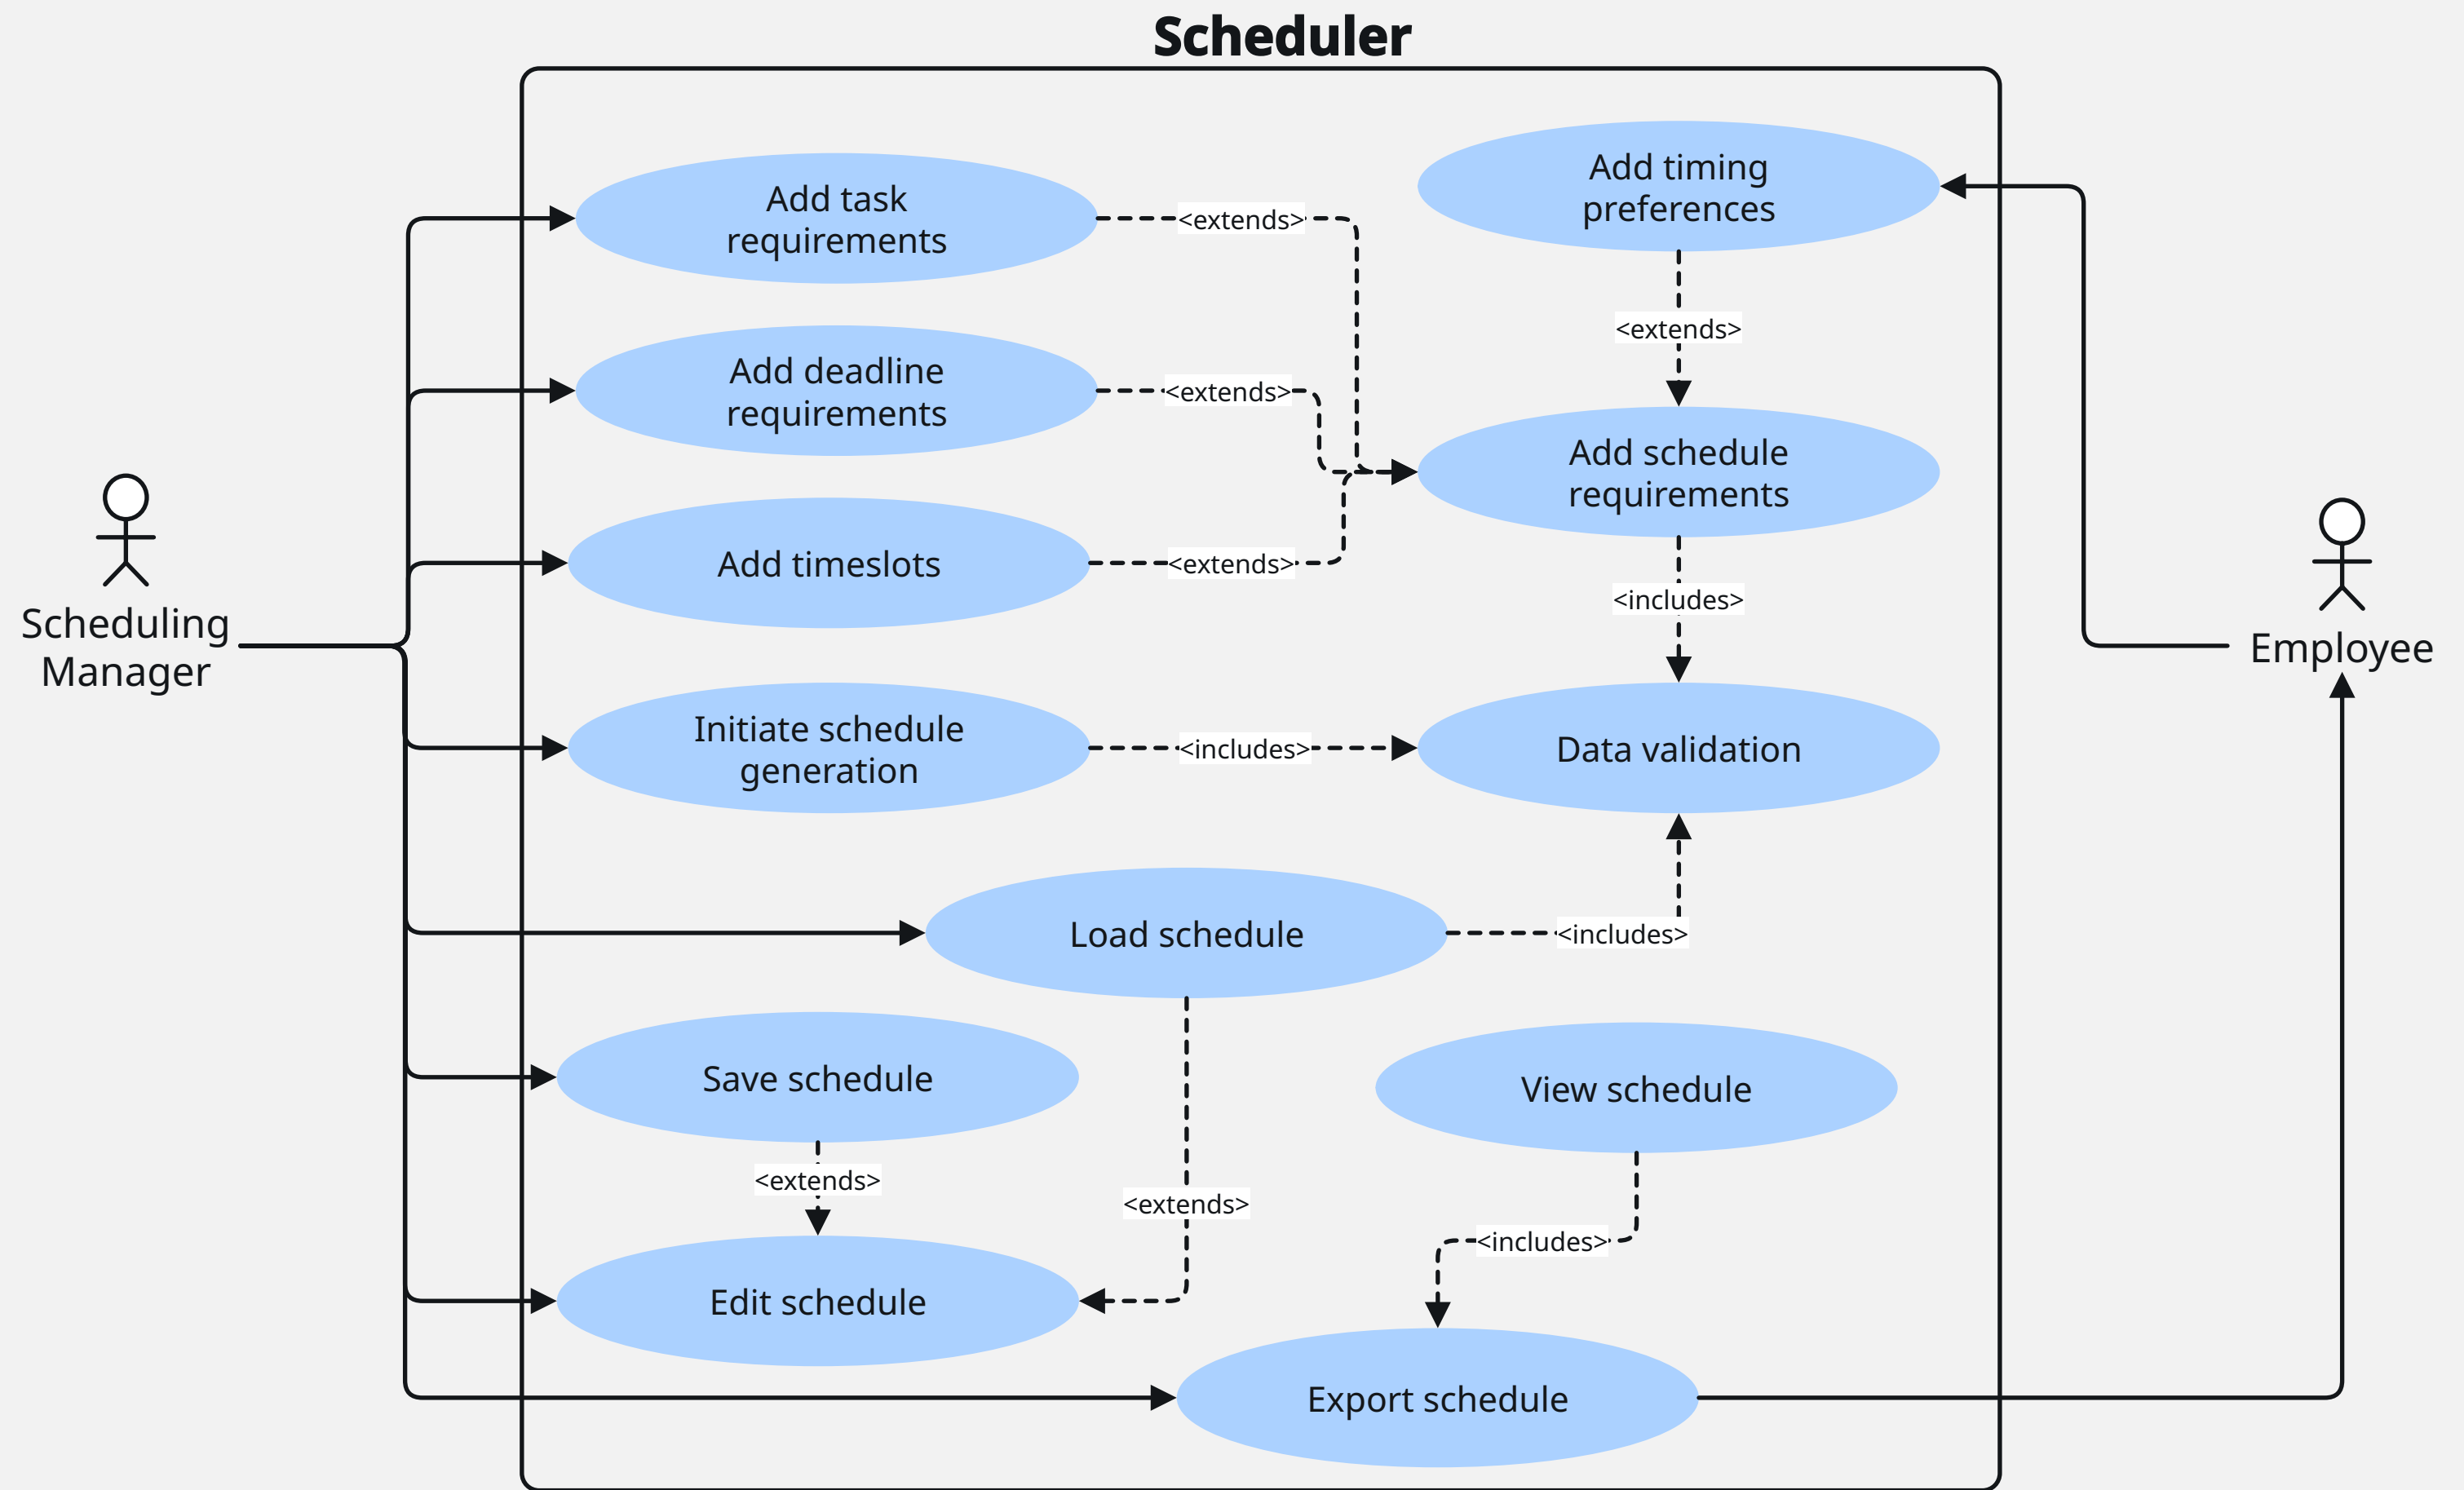 Scheduler
Add task
requirements
<extends>
Add timing
preferences
<extends>
Add deadline
requirements
<extends>
Add schedule
requirements
Add timeslots
<extends>
<includes>
Scheduling
Manager
Employee
Initiate schedule
generation
<includes>
Data validation
Load schedule
<includes>
Save schedule
View schedule
<extends>
<extends>
<includes>
Edit schedule
Export schedule